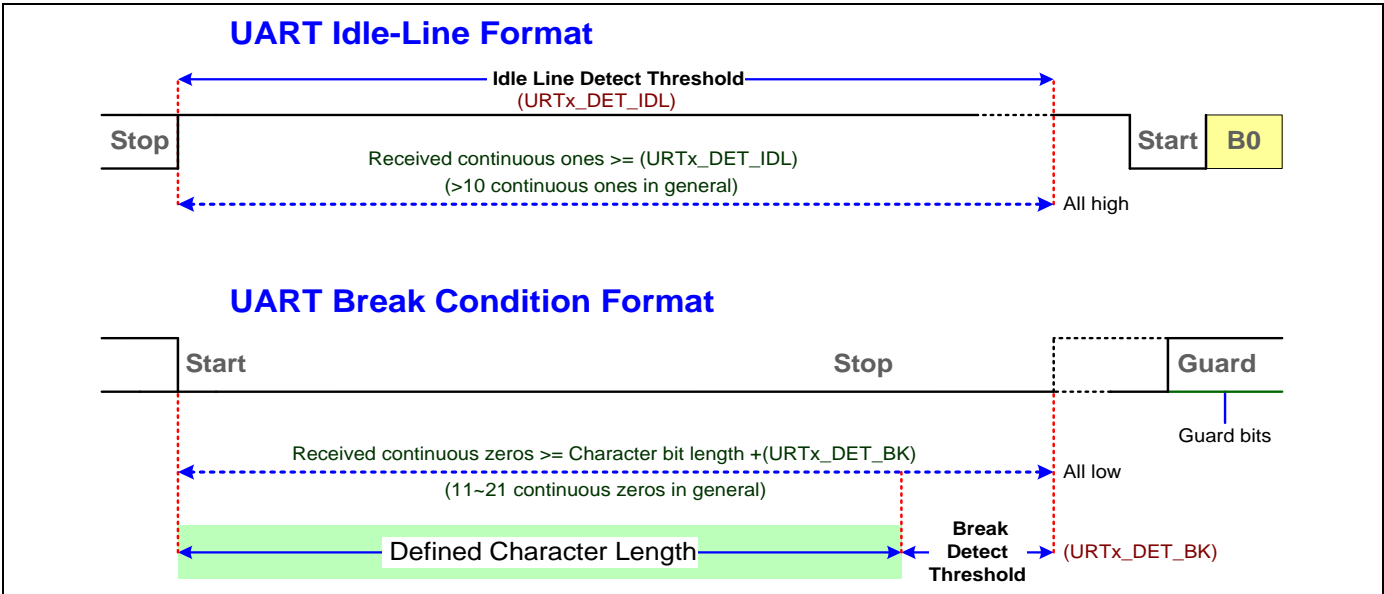 UART Idle-Line Format
Idle Line Detect Threshold
(URTx_DET_IDL)
Stop
Start
B0
Received continuous ones >= (URTx_DET_IDL)
(>10 continuous ones in general)
All high
UART Break Condition Format
Start
Stop
Guard
Guard bits
Received continuous zeros >= Character bit length +(URTx_DET_BK)
All low
(11~21 continuous zeros in general)
Defined Character Length
Break
Detect
Threshold
(URTx_DET_BK)